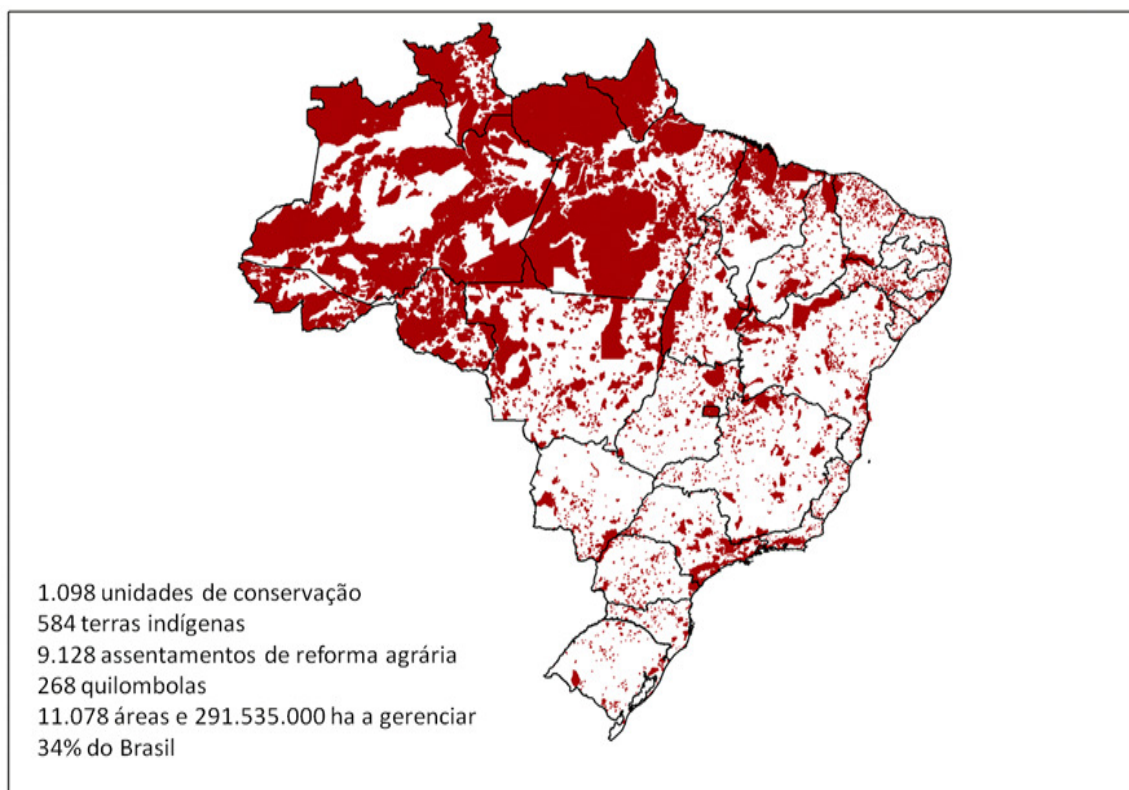 1.098 unidades de conservação
584 terras indígenas
9.128 assentamentos de reforma agrária
268 quilombolas
11.078 áreas e 291.535.000 ha a gerenciar
34% do Brasil